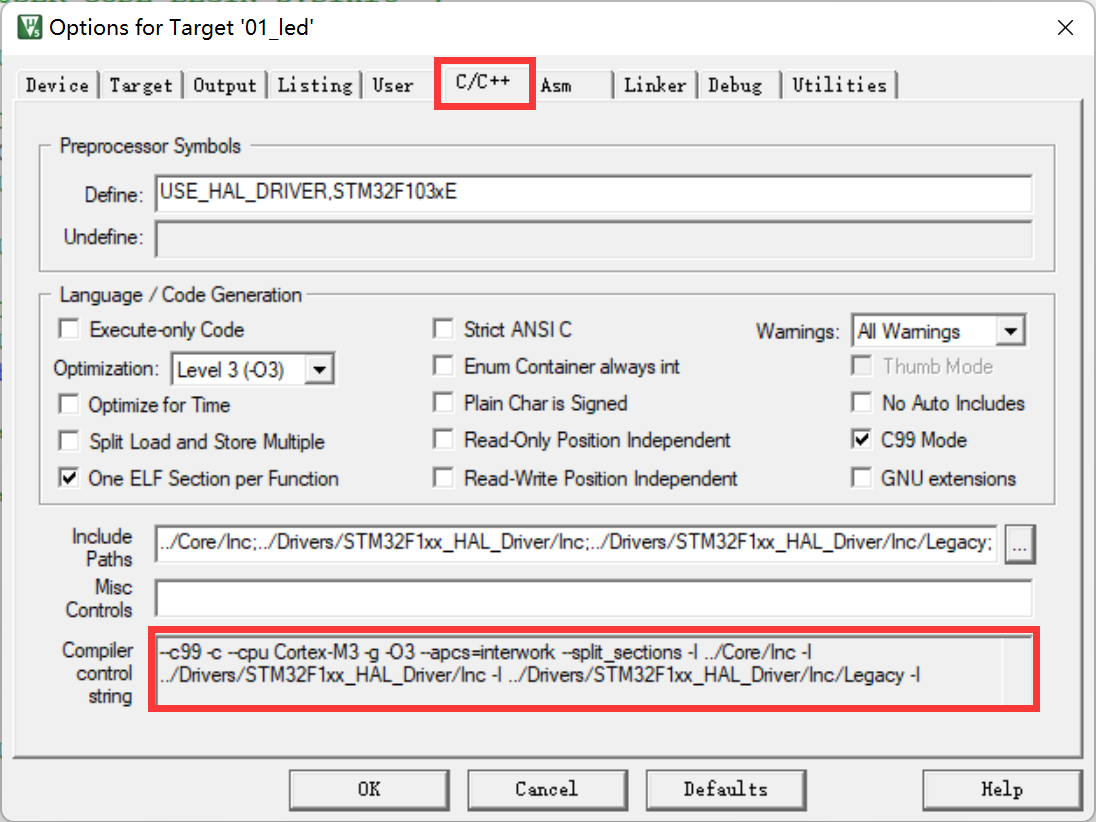 Options for Target '01_led'
Device Target Output Listing User C/C++ Asm Linker Debug Utilities
Preprocessor Symbols
Define: USE_HAL_DRIVER,STM32F103xE
Undefine:
Language / Code Generation
Execute-only Code Strict ANSI C Warnings: All Warnings
Optimization: Level 3 (-O3) Enum Container always int Thumb Mode
Optimize for Time Plain Char is Signed No Auto Includes
Split Load and Store Multiple Read-Only Position Independent C99 Mode
One ELF Section per Function Read-Write Position Independent GNU extensions
Include Paths ../Core/Inc;../Drivers/STM32F1xx_HAL_Driver/Inc;../Drivers/STM32F1xx_HAL_Driver/Inc/Legacy; ...
Misc Controls
Compiler control string
--c99 -c --cpu Cortex-M3 -g -O3 --apcs=interwork --split_sections -I ../Core/Inc -I
../Drivers/STM32F1xx_HAL_Driver/Inc -I ../Drivers/STM32F1xx_HAL_Driver/Inc/Legacy -I
OK Cancel Defaults Help